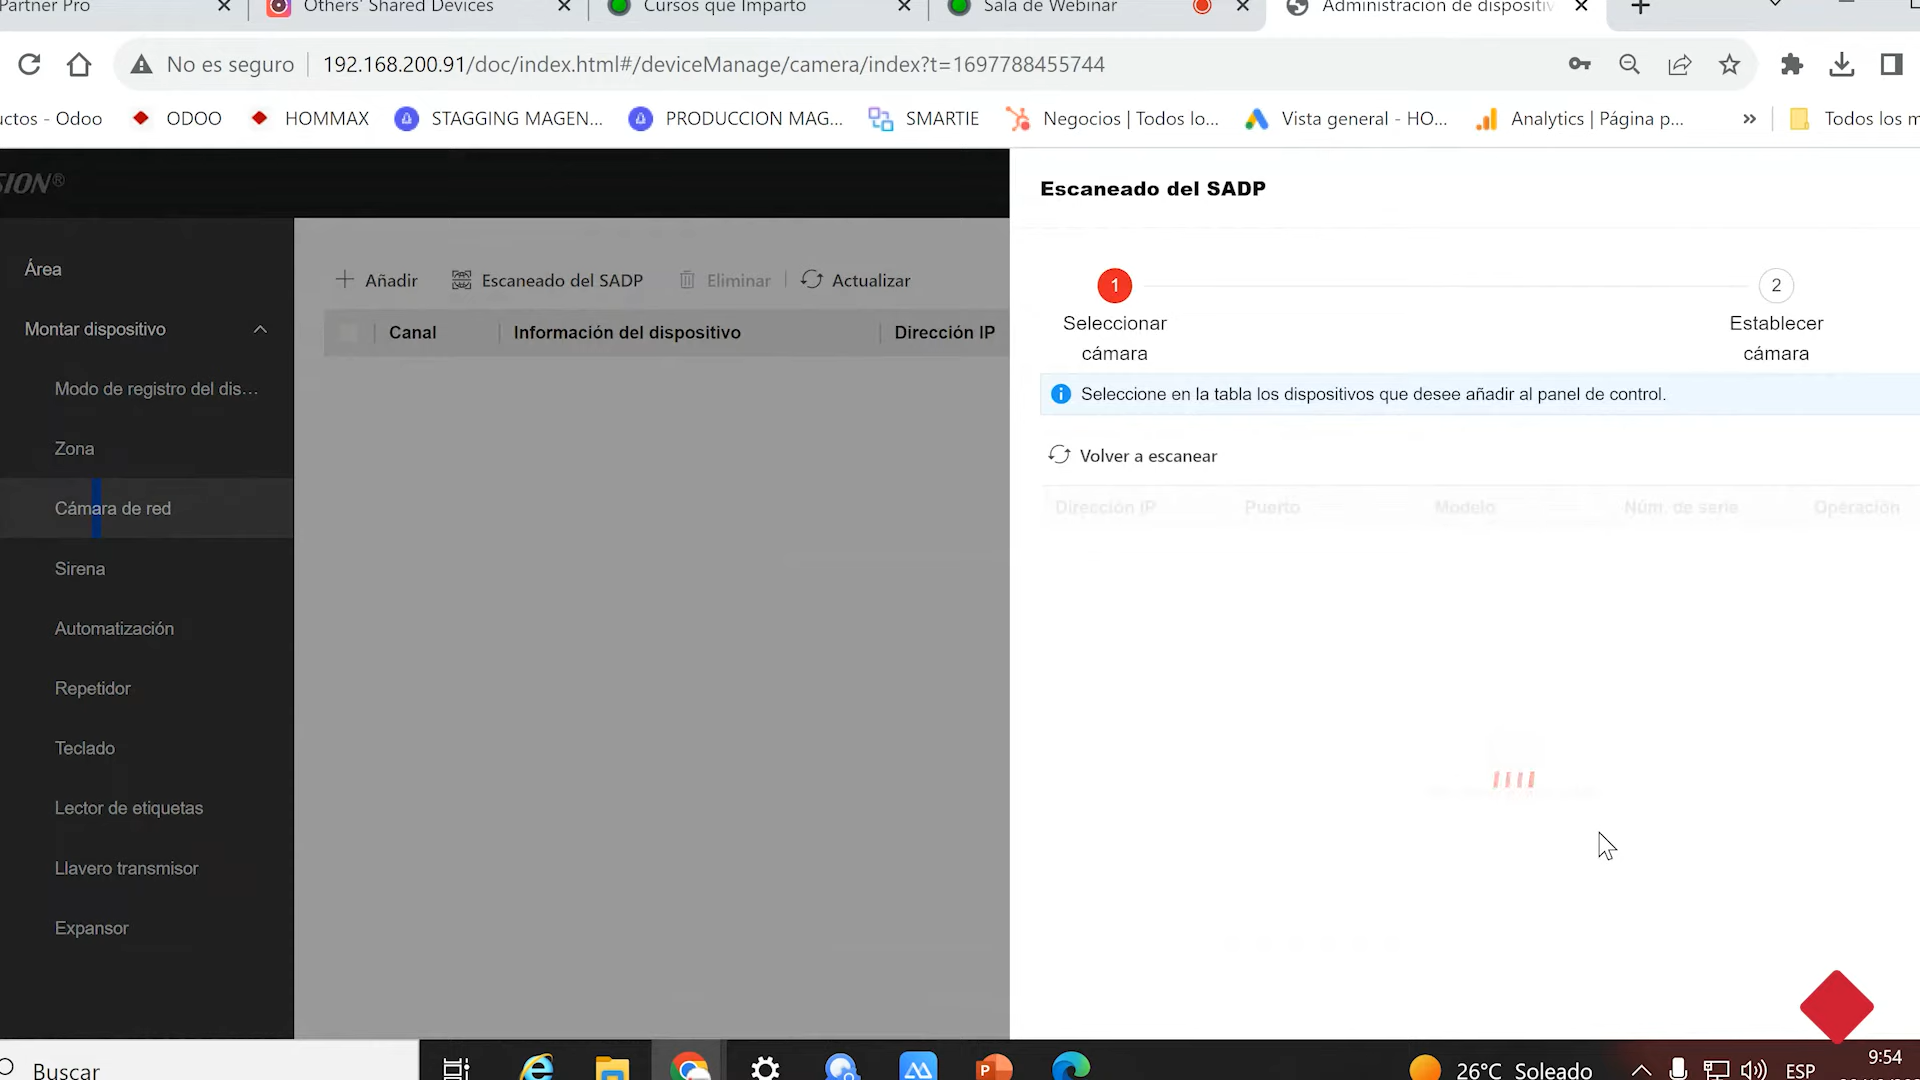 Partner Pro
Others' Shared Devices
Cursos que Imparto
Sala de Webinar
Administración de dispositiv
No es seguro
192.168.200.91/doc/index.html#/deviceManage/camera/index?t=1697788455744
uctos - Odoo
ODOO
HOMMAX
STAGGING MAGEN...
PRODUCCION MAG...
SMARTIE
Negocios | Todos lo...
Vista general - HO...
Analytics | Página p...
»
Todos los m
SION®
Escaneado del SADP
Área
Montar dispositivo
Modo de registro del dis...
Zona
Cámara de red
Sirena
Automatización
Repetidor
Teclado
Lector de etiquetas
Llavero transmisor
Expansor
Añadir
Escaneado del SADP
Eliminar
Actualizar
Canal
Información del dispositivo
Dirección IP
1
Seleccionar
cámara
2
Establecer
cámara
Seleccione en la tabla los dispositivos que desee añadir al panel de control.
Volver a escanear
Dirección IP
Puerto
Modelo
Núm. de serie
Operación
Buscar
26°C Soleado
ESP
9:54